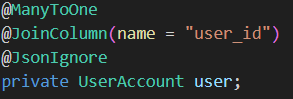 @ManyToOne
@JoinColumn(name = "user_id")
@JsonIgnore
private UserAccount user;